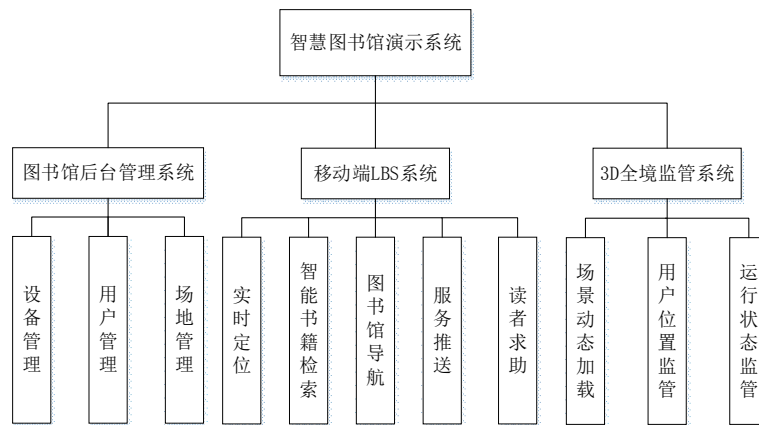 智慧图书馆演示系统
图书馆后台管理系统
移动端LBS系统
3D全境监管系统
设备管理
用户管理
场地管理
实时定位
智能书籍检索
图书馆导航
服务推送
读者求助
场景动态加载
用户位置监管
运行状态监管